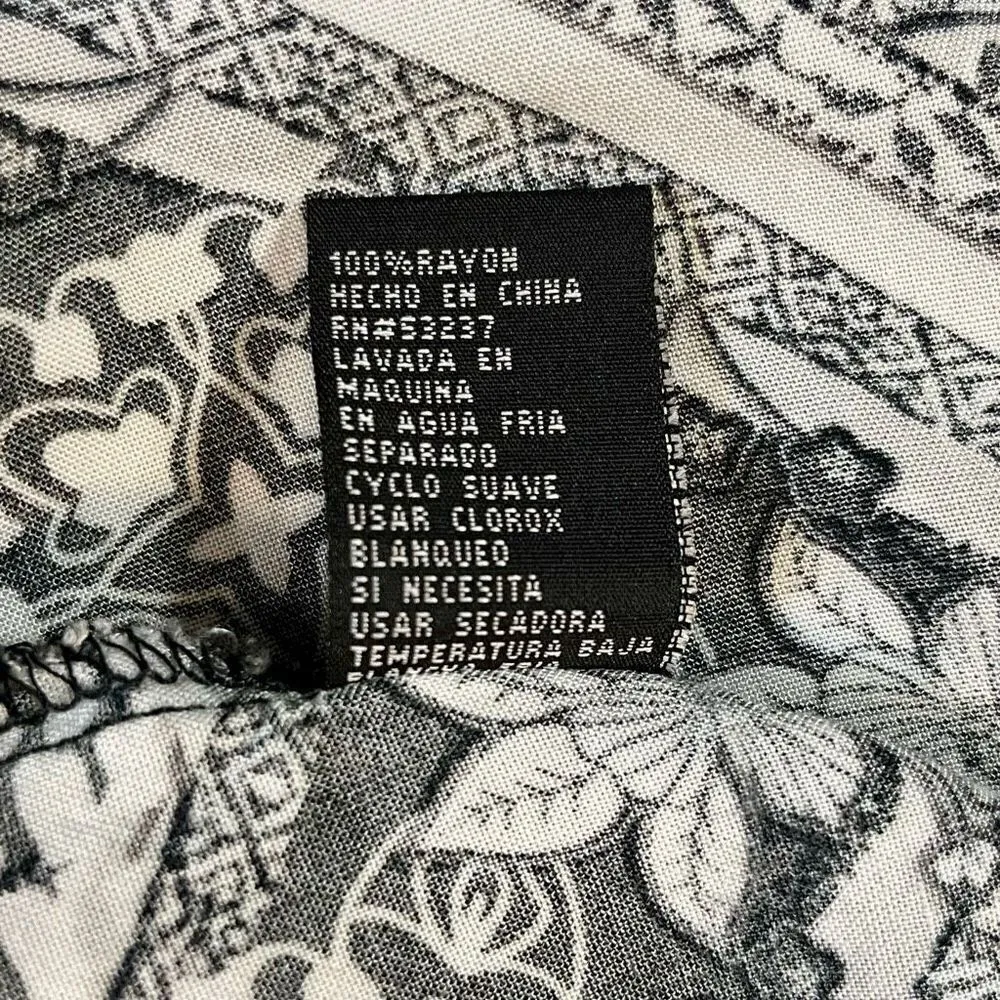 100%RAYON
HECHO EN CHINA
RN#53237
LAVADA EN
MAQUINA
EN AGUA FRIA
SEPARADO
CYCLO SUAVE
USAR CLOROX
BLANQUEO
SI NECESITA
USAR SECADORA
TEMPERATURA BAJA